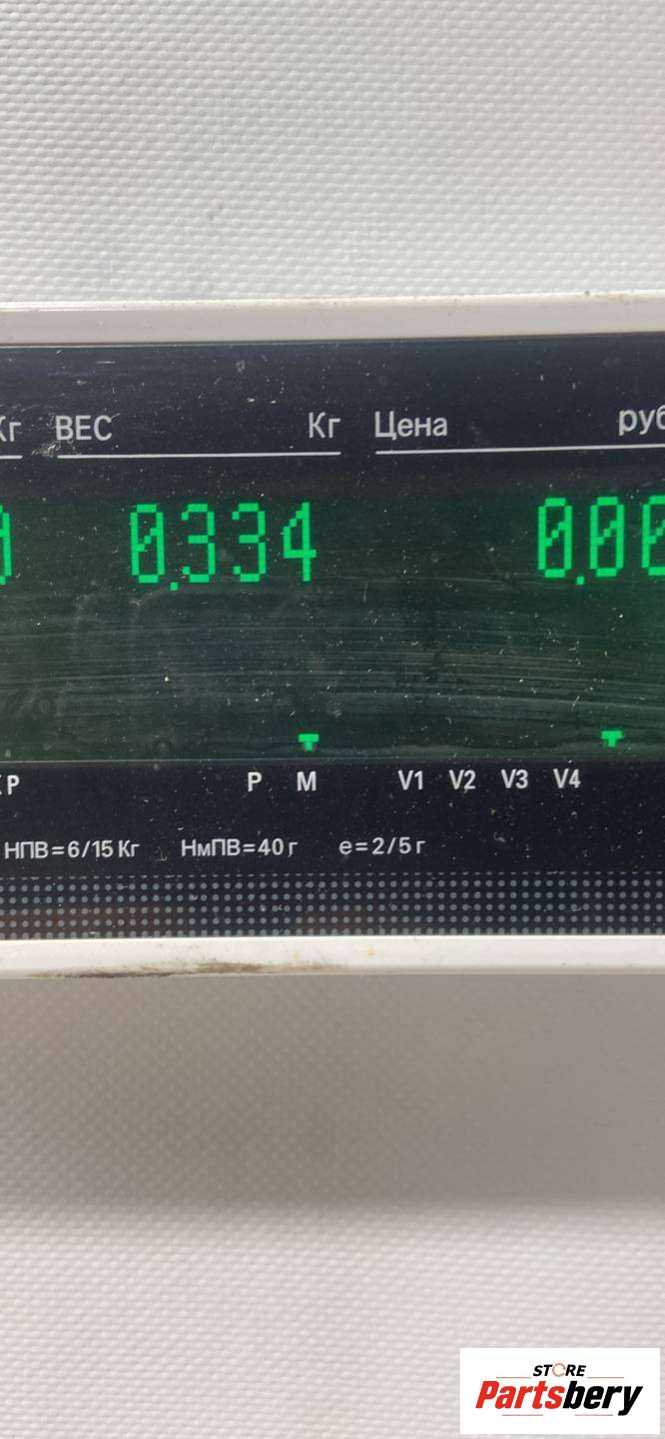 Кг ВЕС Кг Цена руб
0.334 0.00
Р М V1 V2 V3 V4
НПВ=6/15 Кг НмПВ=40 г е=2/5 г
STORE
Partsbery